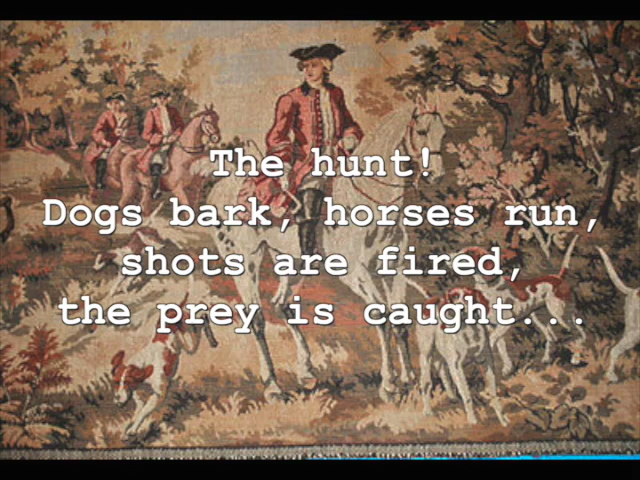 The hunt!
Dogs bark, horses run,
shots are fired,
the prey is caught...